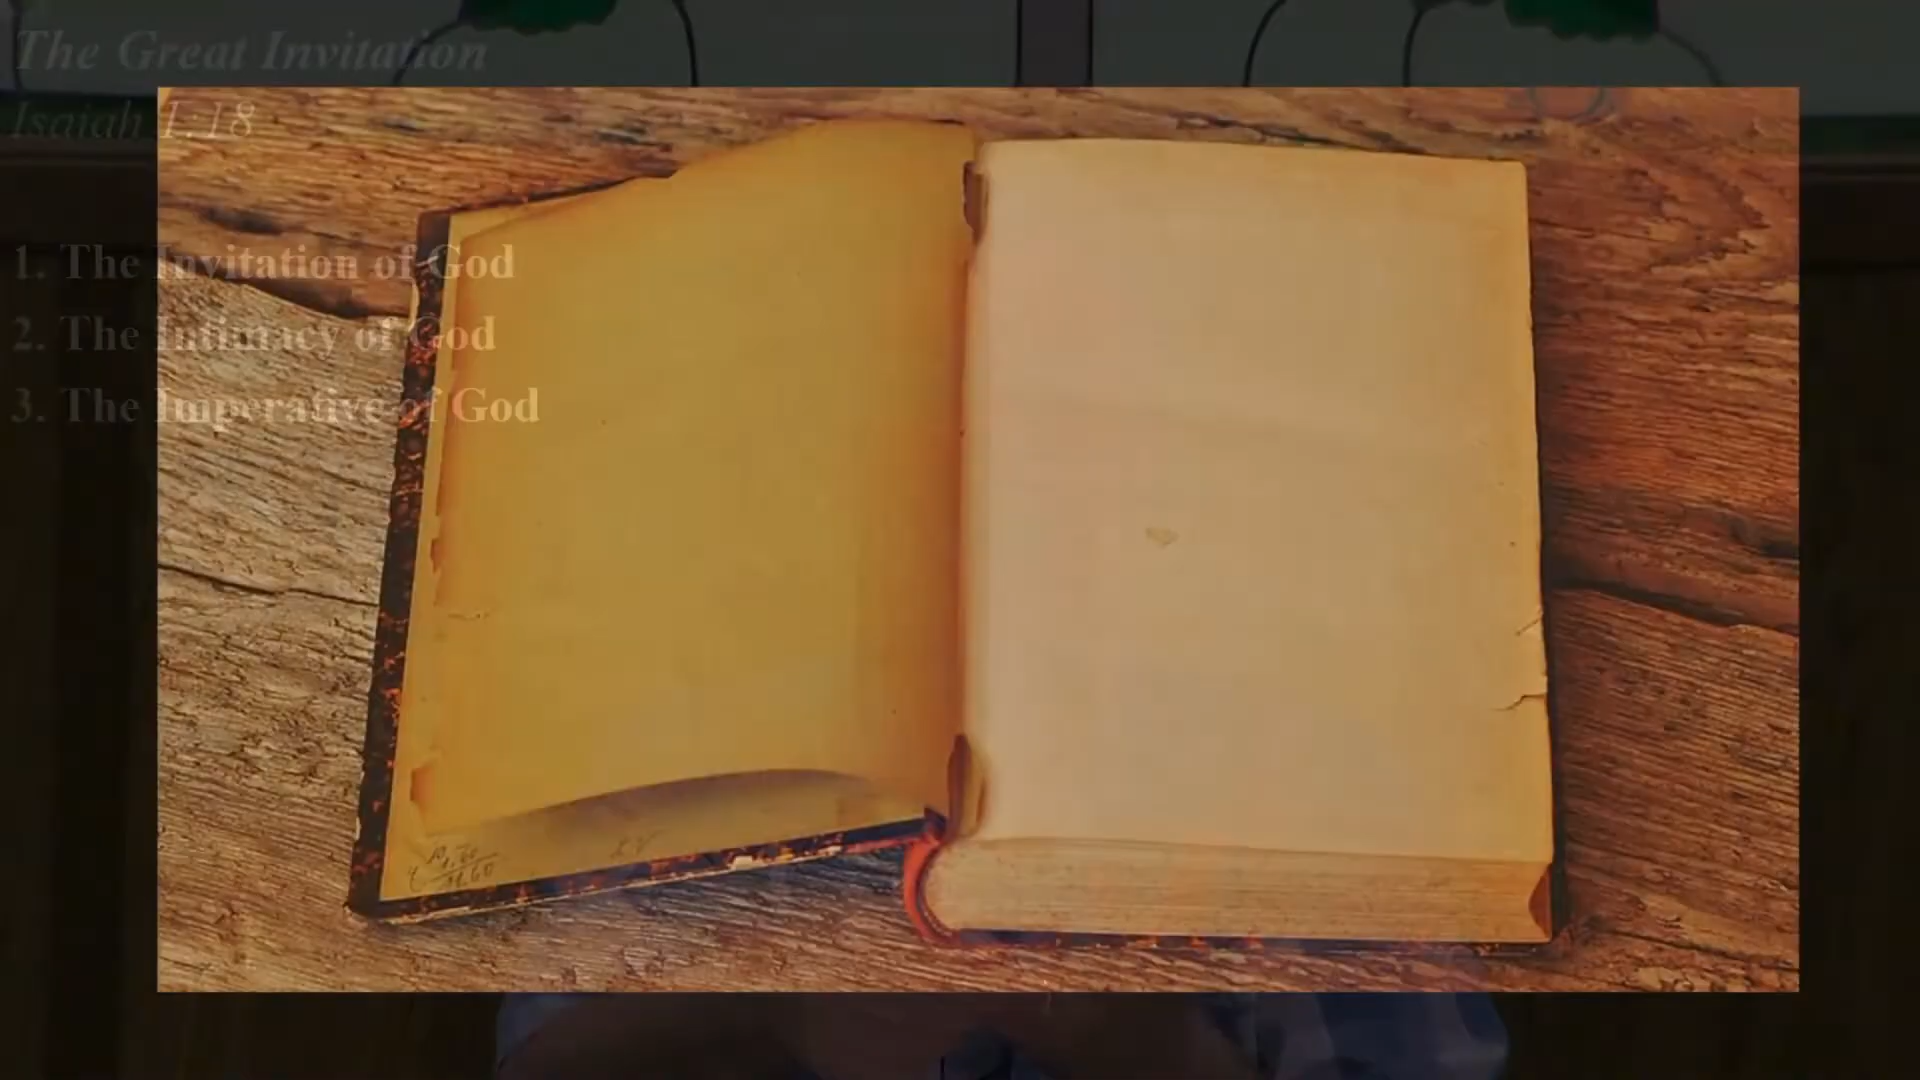 The Great Invitation
Isaiah 1:18
1. The Invitation of God
2. The Intimacy of God
3. The Imperative of God